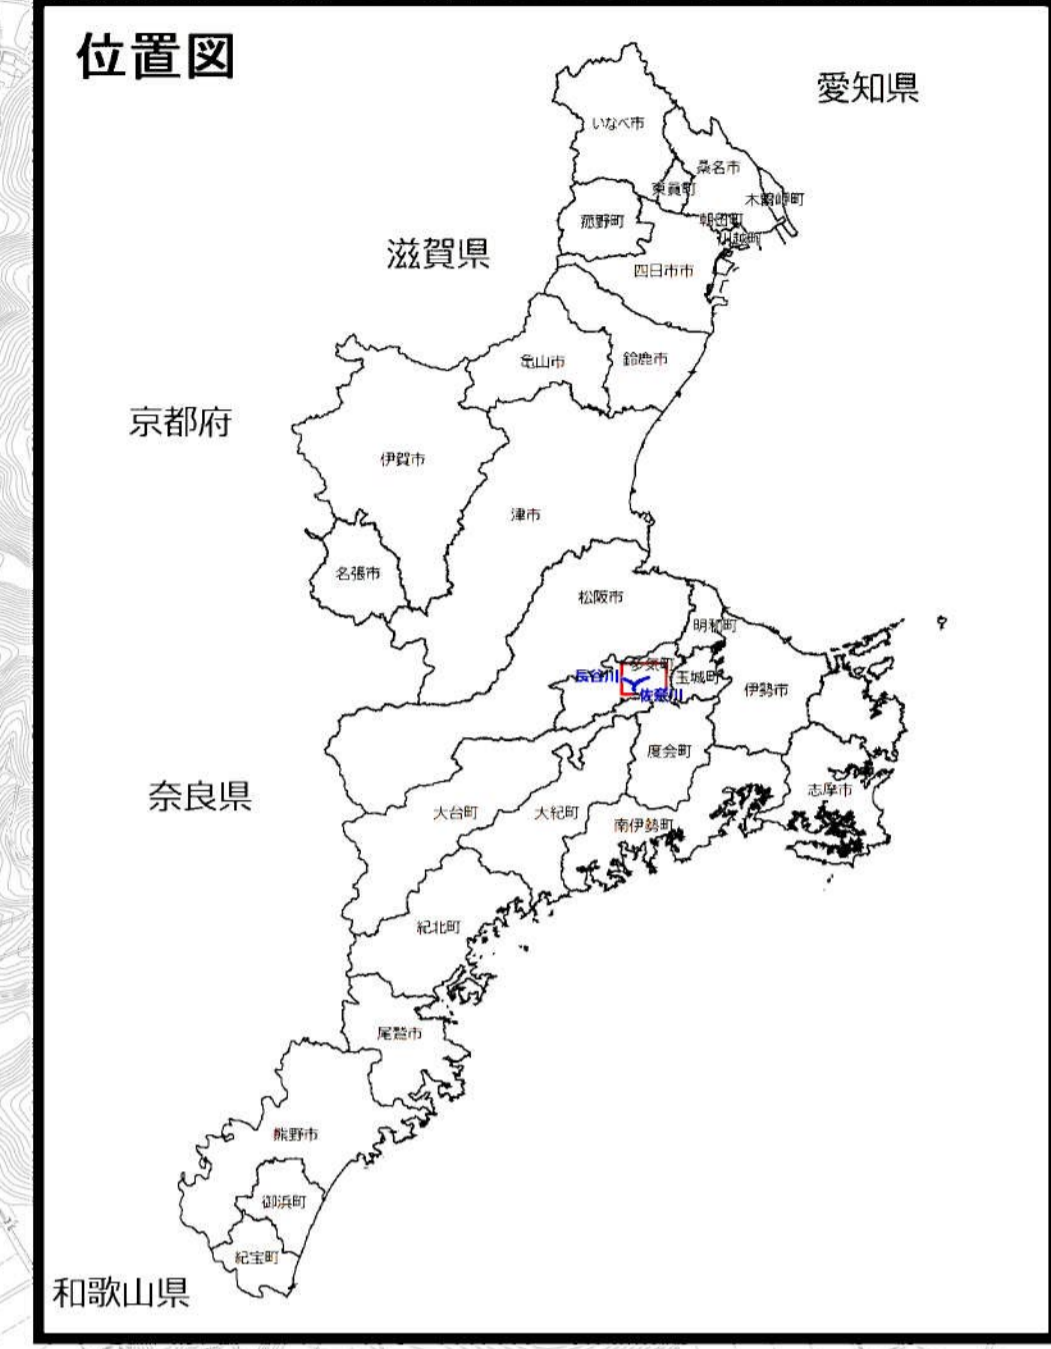 位置図
愛知県
いなべ市
桑名市
東員町
木曽岬町
菰野町
朝日町
川越町
滋賀県
四日市市
亀山市
鈴鹿市
京都府
伊賀市
津市
名張市
松阪市
明和町
多気町
長谷川
玉城町
佐奈川
伊勢市
度会町
奈良県
大台町
大紀町
志摩市
南伊勢町
紀北町
尾鷲市
熊野市
御浜町
紀宝町
和歌山県